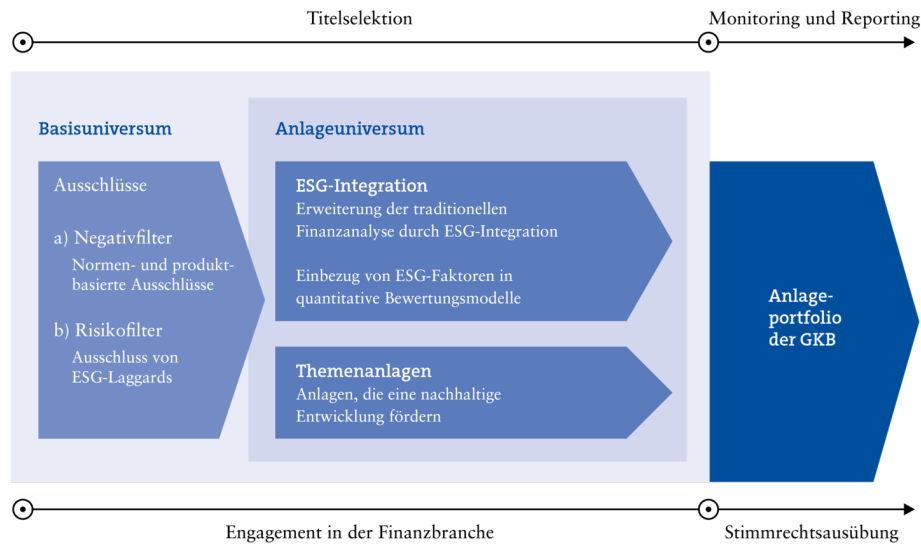 Titelselektion
Monitoring und Reporting
Basisuniversum
Ausschlüsse
a) Negativfilter
Normen- und produkt-
basierte Ausschlüsse
b) Risikofilter
Ausschluss von
ESG-Laggards
Anlageuniversum
ESG-Integration
Erweiterung der traditionellen
Finanzanalyse durch ESG-Integration
Einbezug von ESG-Faktoren in
quantitative Bewertungsmodelle
Themenanlagen
Anlagen, die eine nachhaltige
Entwicklung fördern
Anlage-
portfolio
der GKB
Engagement in der Finanzbranche
Stimmrechtsausübung